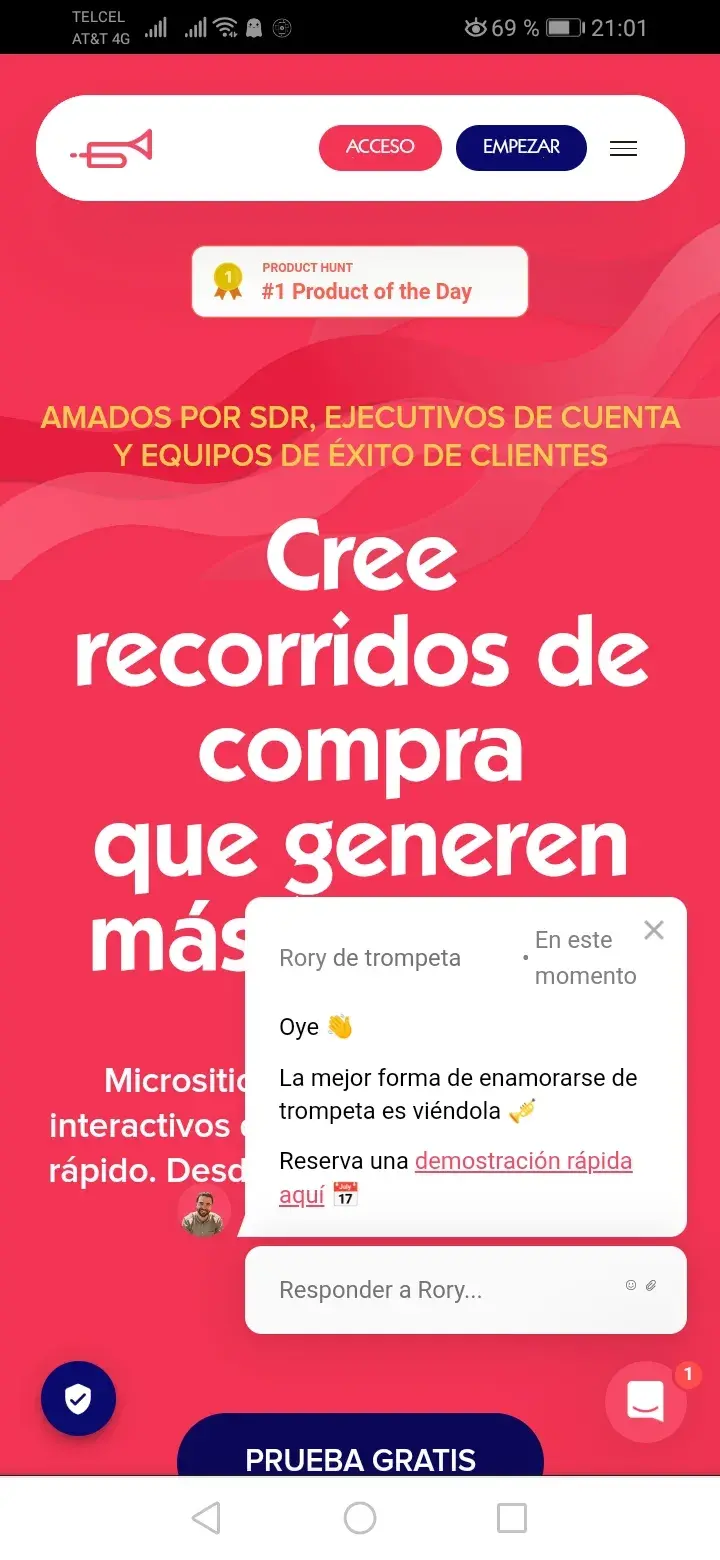 TELCEL
AT&T 4G
69 %
21:01
ACCESO
EMPEZAR
1
PRODUCT HUNT
#1 Product of the Day
AMADOS POR SDR, EJECUTIVOS DE CUENTA
Y EQUIPOS DE ÉXITO DE CLIENTES
Cree
recorridos de
compra
que generen
más
Rory de trompeta
• En este
momento
Oye 👋
La mejor forma de enamorarse de
trompeta es viéndola 🎺
Reserva una demostración rápida
aquí 📅
Micrositio
interactivos
rápido. Desd
Responder a Rory...
1
PRUEBA GRATIS